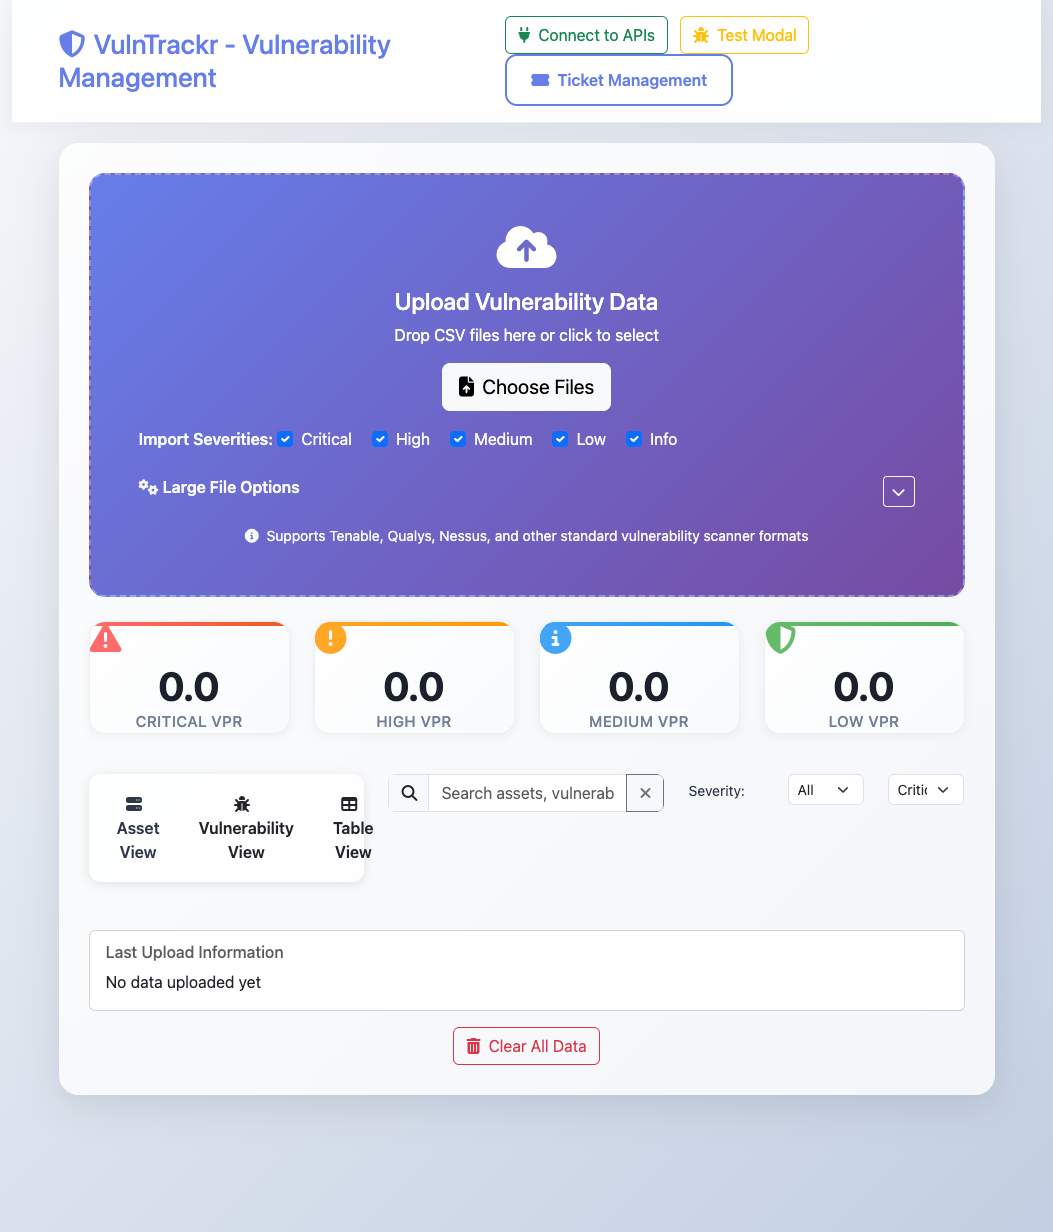 VulnTrackr - Vulnerability
Management
Connect to APIs
Test Modal
Ticket Management
Upload Vulnerability Data
Drop CSV files here or click to select
Choose Files
Import Severities: Critical High Medium Low Info
Large File Options
Supports Tenable, Qualys, Nessus, and other standard vulnerability scanner formats
0.0
CRITICAL VPR
0.0
HIGH VPR
0.0
MEDIUM VPR
0.0
LOW VPR
Asset
View
Vulnerability
View
Table
View
Search assets, vulnerab
Severity:
All
Critic
Last Upload Information
No data uploaded yet
Clear All Data